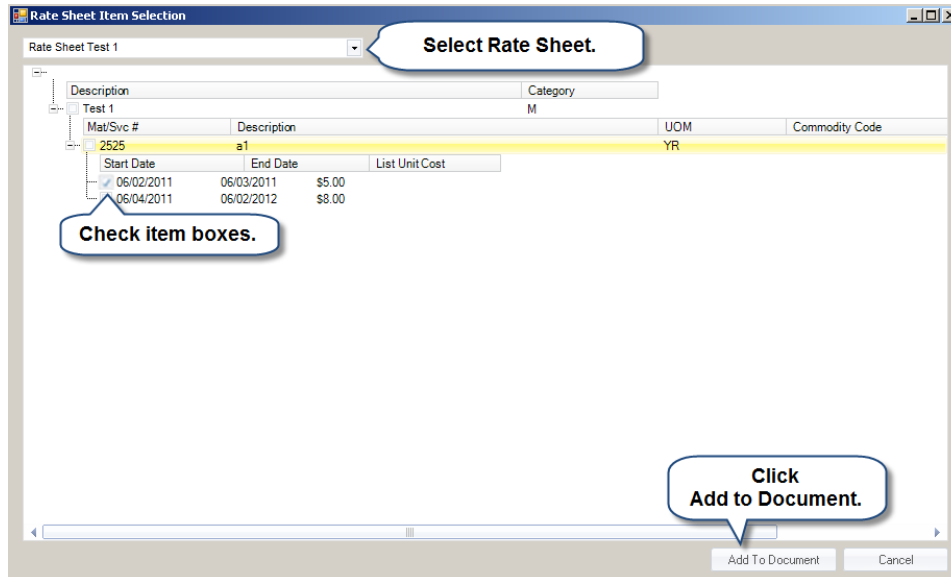 Rate Sheet Item Selection
Rate Sheet Test 1
Select Rate Sheet.
Description Category
Test 1 M
Mat/Svc # Description UOM Commodity Code
2525 a1 YR
Start Date End Date List Unit Cost
06/02/2011 06/03/2011 $5.00
06/04/2011 06/02/2012 $8.00
Check item boxes.
Click
Add to Document.
Add To Document Cancel